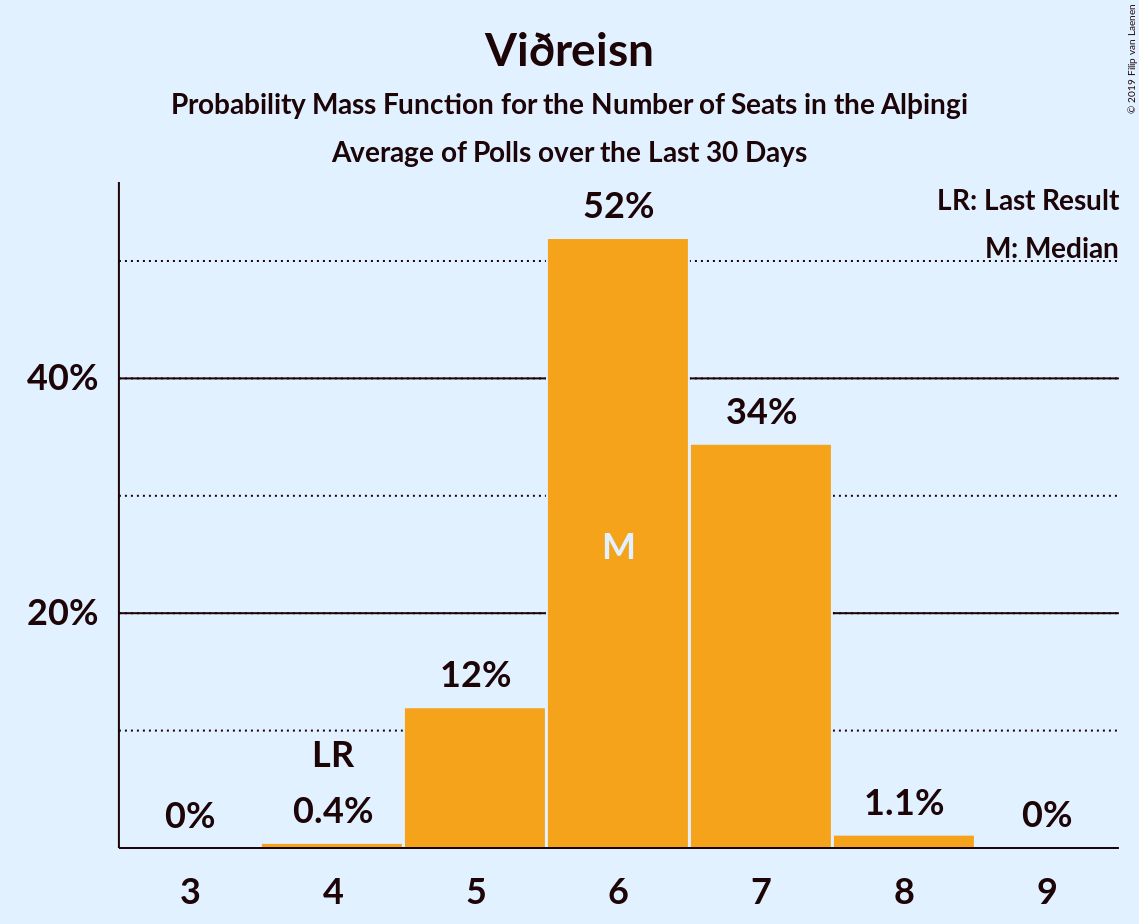 Viðreisn
Probability Mass Function for the Number of Seats in the Alþingi
Average of Polls over the Last 30 Days
© 2019 Filip van Laenen
LR: Last Result
M: Median
52%
40%
34%
M
20%
12%
LR
0%
0.4%
1.1%
0%
3 4 5 6 7 8 9